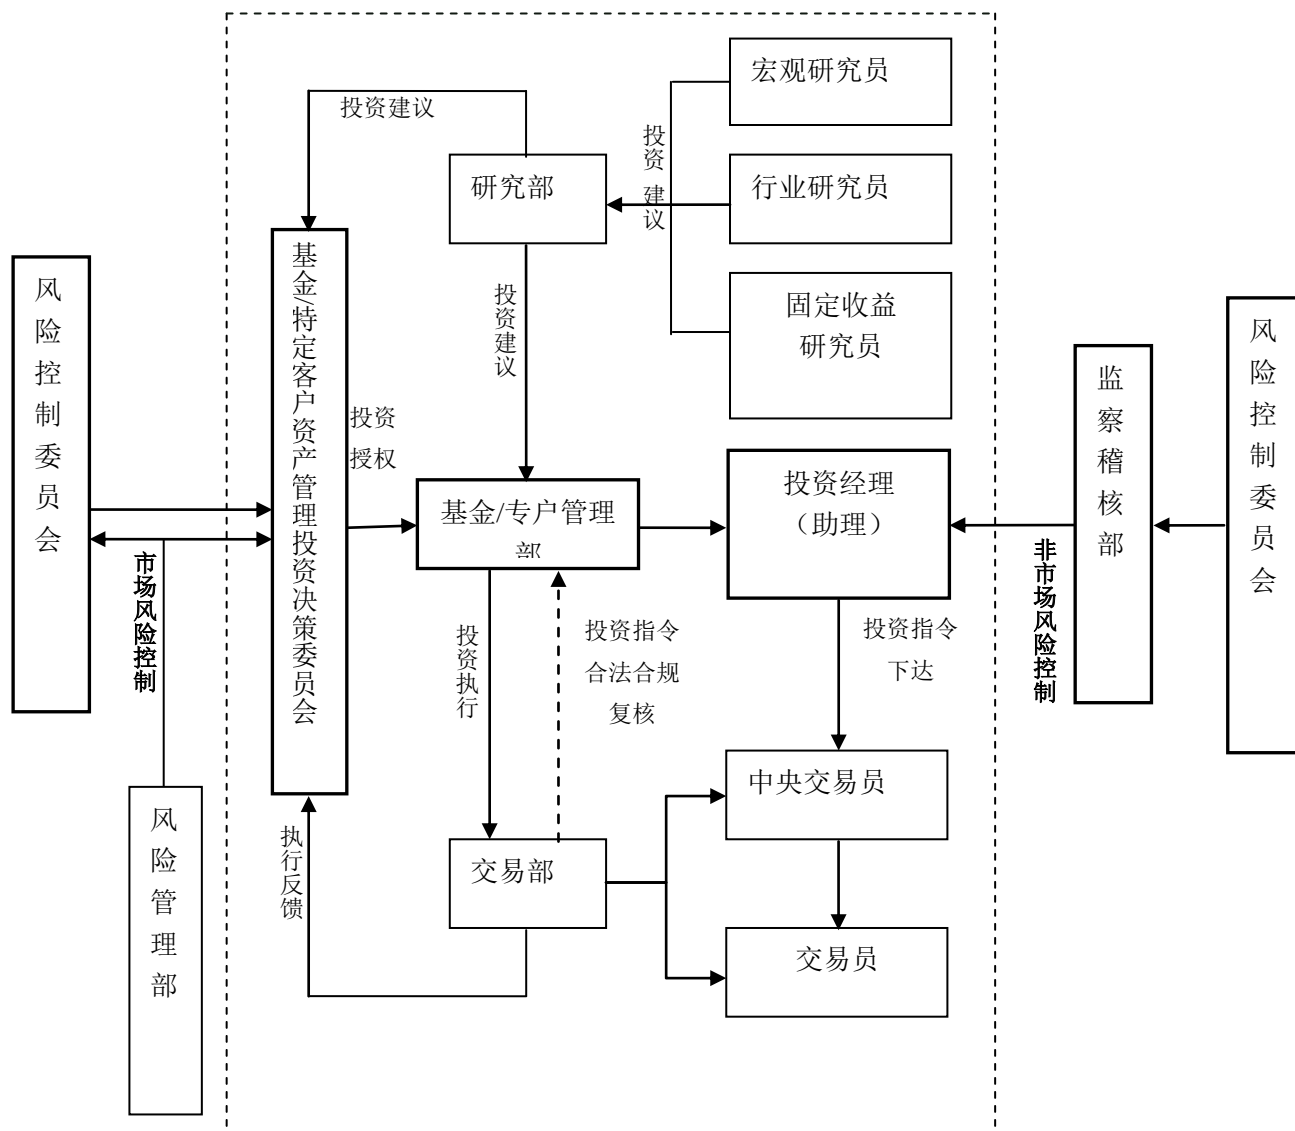 宏观研究员
投资建议
投资 建议
研究部
行业研究员
固定收益
研究员
投资建议
风险控制委员会
基金/特定客户资产管理投资决策委员会
投资
授权
基金/专户管理
部
投资经理
（助理）
监察稽核部
风险控制委员会
市场风险控制
非市场风险控制
投资执行
投资指令
合法合规
复核
投资指令
下达
风险管理部
执行反馈
交易部
中央交易员
交易员